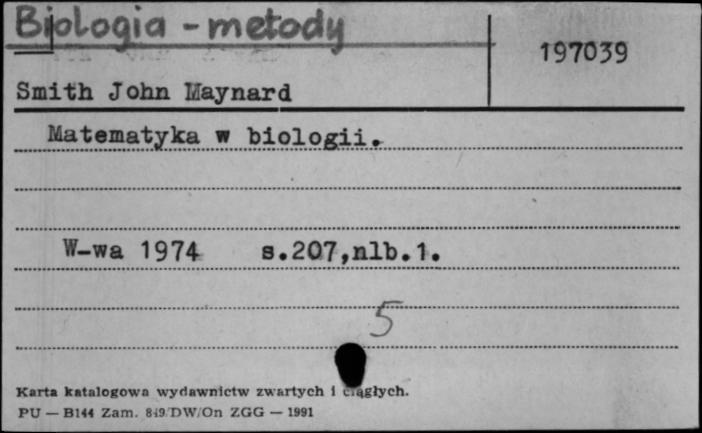 Biologia - metody
197039
Smith John Maynard
Matematyka w biologii.
W-wa 1974 s.207,nlb.1.
5
Karta katalogowa wydawnictw zwartych i ciągłych.
PU — B144 Zam. 849/DW/On ZGG — 1991